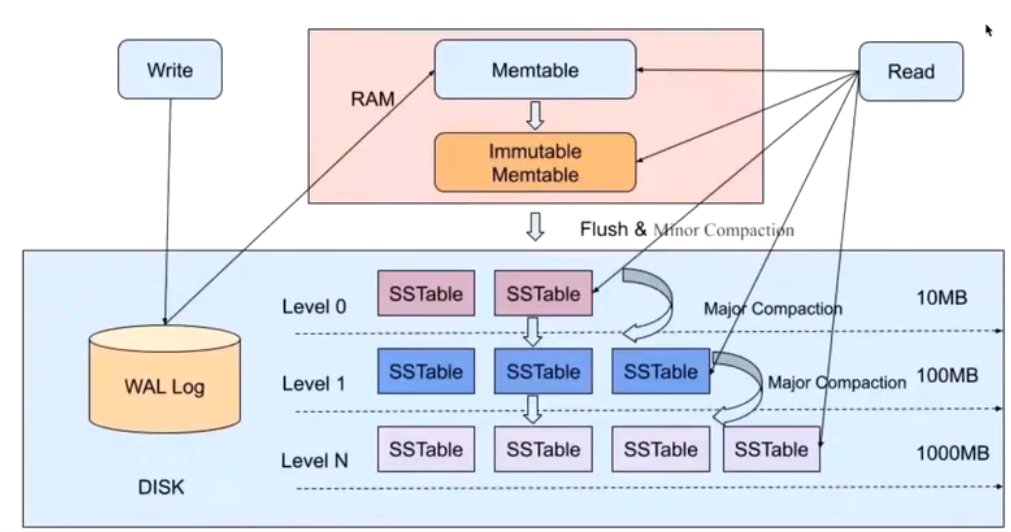 Write
Memtable
Read
RAM
Immutable
Memtable
Flush & Minor Compaction
Level 0
SSTable
SSTable
Major Compaction
10MB
Level 1
SSTable
SSTable
SSTable
Major Compaction
100MB
WAL Log
Level N
SSTable
SSTable
SSTable
SSTable
1000MB
DISK